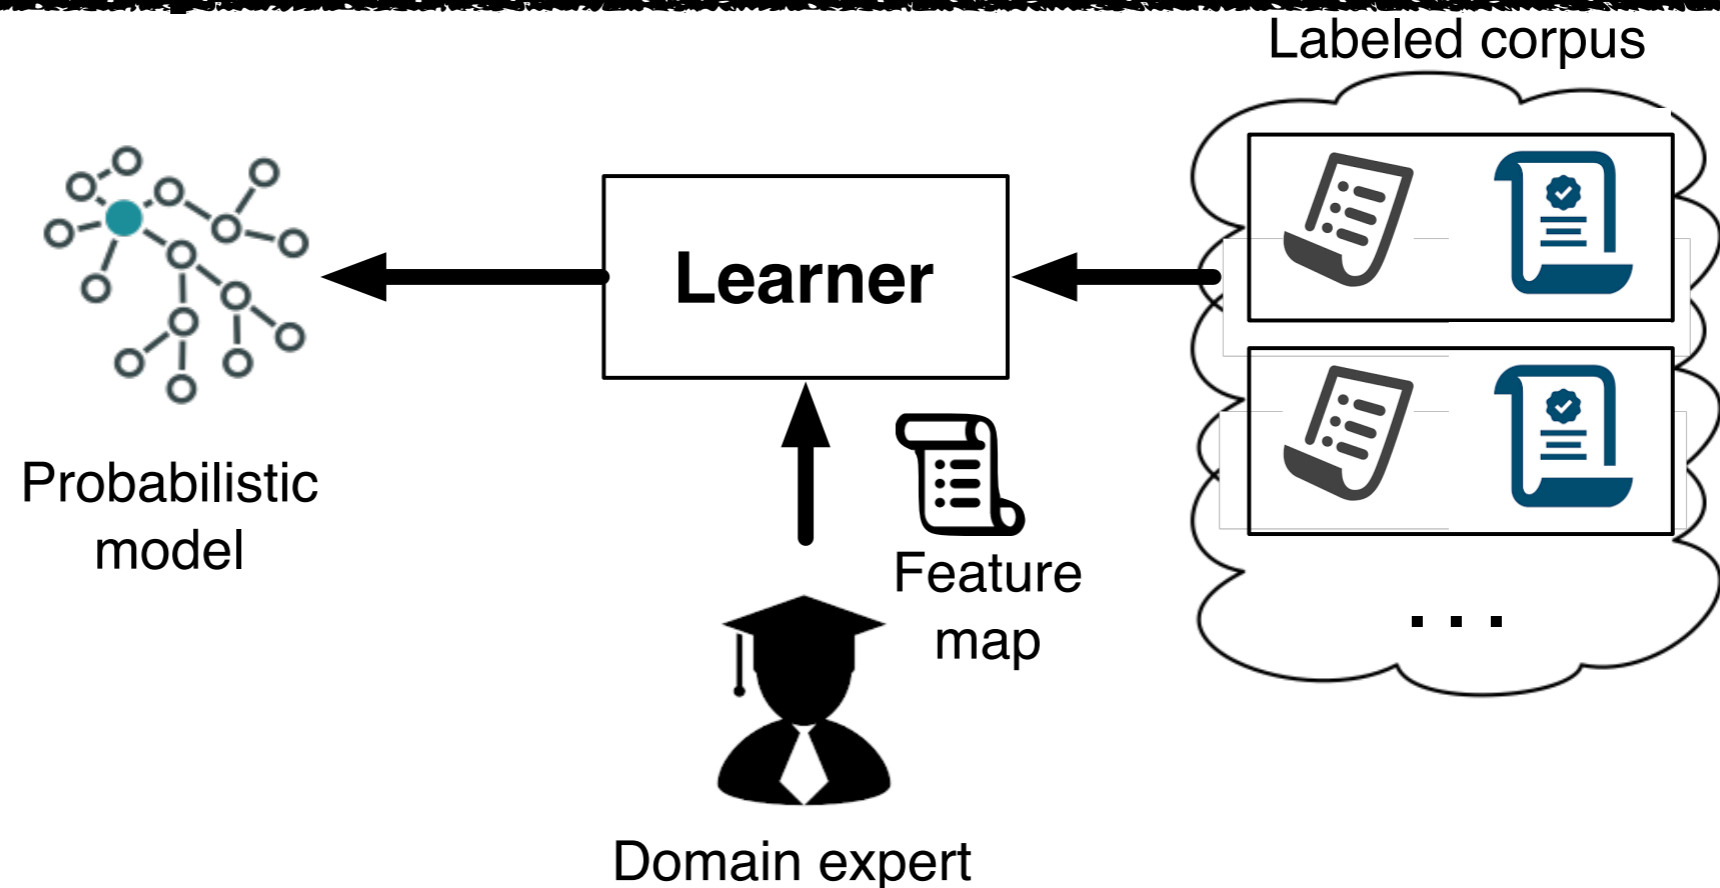 Labeled corpus
Learner
Probabilistic
model
Feature
map
. . .
Domain expert